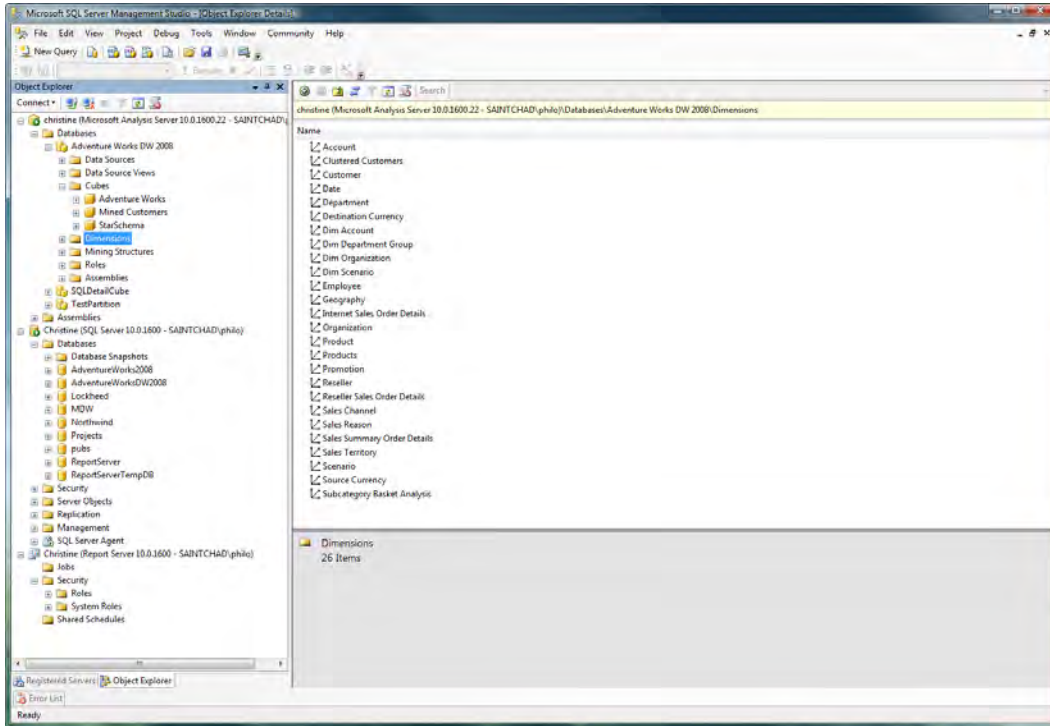 Microsoft SQL Server Management Studio - [Object Explorer Details]
File Edit View Project Debug Tools Window Community Help
New Query
Execute
Object Explorer
Connect
christine (Microsoft Analysis Server 10.0.1600.22 - SAINTCHAD\
Databases
Adventure Works DW 2008
Data Sources
Data Source Views
Cubes
Adventure Works
Mined Customers
StarSchema
Dimensions
Mining Structures
Roles
Assemblies
SQLDetailCube
TestPartition
Assemblies
Christine (SQL Server 10.0.1600 - SAINTCHAD\philo)
Databases
Database Snapshots
AdventureWorks2008
AdventureWorksDW2008
Lockheed
MDW
Northwind
Projects
pubs
ReportServer
ReportServerTempDB
Security
Server Objects
Replication
Management
SQL Server Agent
Christine (Report Server 10.0.1600 - SAINTCHAD\philo)
Jobs
Security
Roles
System Roles
Shared Schedules
Registered Servers Object Explorer
Search
christine (Microsoft Analysis Server 10.0.1600.22 - SAINTCHAD\philo)\Databases\Adventure Works DW 2008\Dimensions
Name
Account
Clustered Customers
Customer
Date
Department
Destination Currency
Dim Account
Dim Department Group
Dim Organization
Dim Scenario
Employee
Geography
Internet Sales Order Details
Organization
Product
Products
Promotion
Reseller
Reseller Sales Order Details
Sales Channel
Sales Reason
Sales Summary Order Details
Sales Territory
Scenario
Source Currency
Subcategory Basket Analysis
Dimensions
26 Items
Error List
Ready